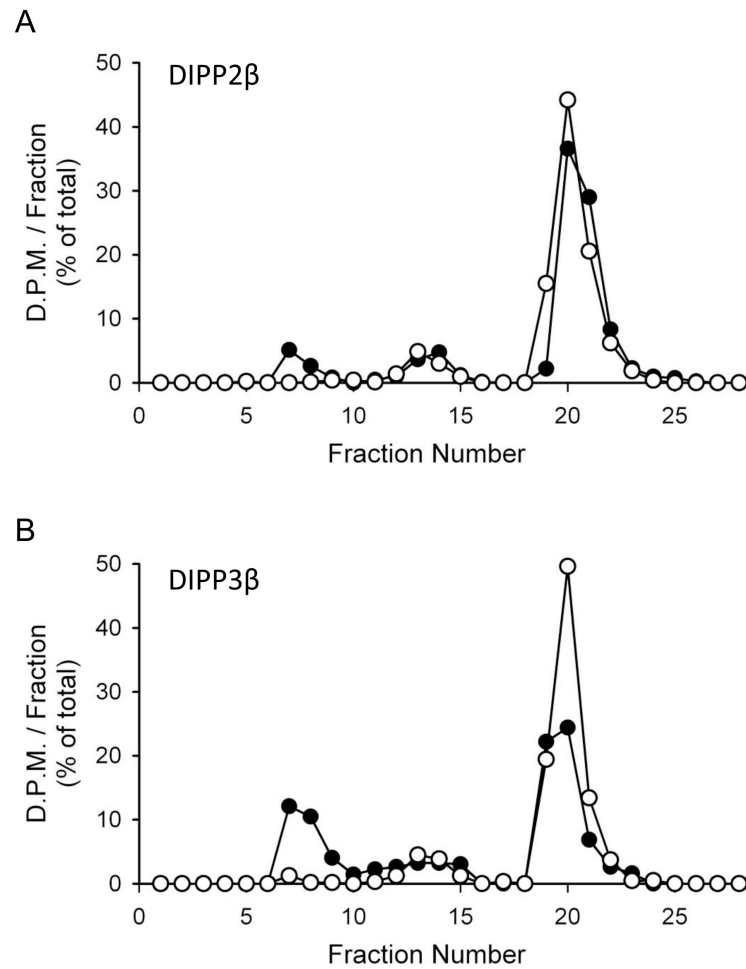 A
DIPP2β
50
40
30
20
10
0
D.P.M. / Fraction
(% of total)
0 5 10 15 20 25
Fraction Number
B
DIPP3β
50
40
30
20
10
0
D.P.M. / Fraction
(% of total)
0 5 10 15 20 25
Fraction Number